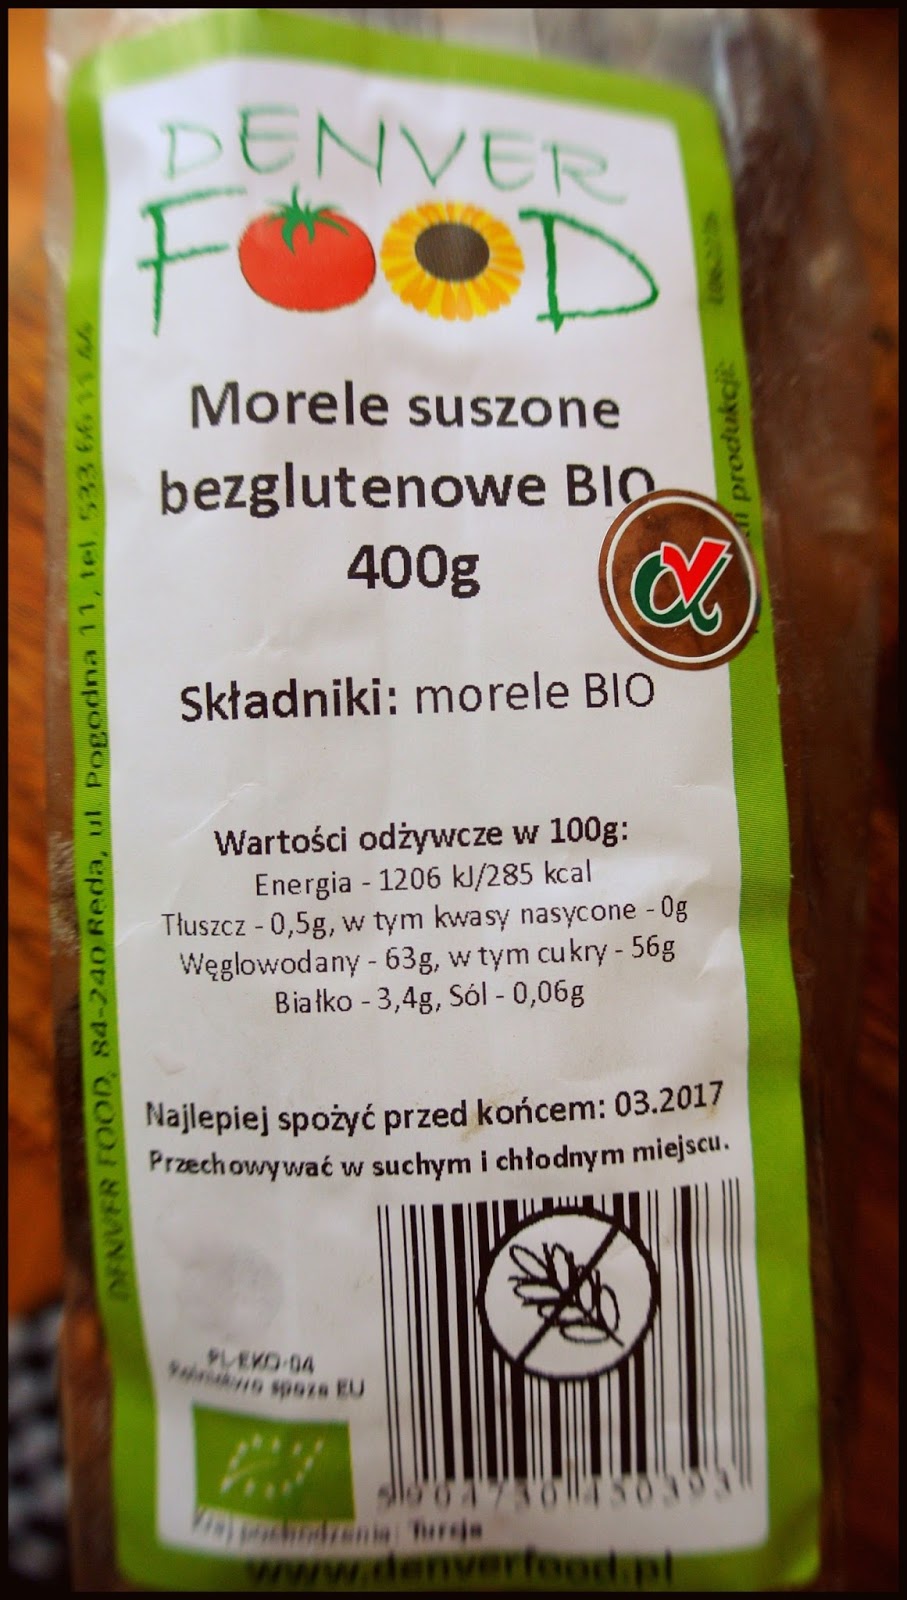 DENVER
FOOD
Morele suszone
bezglutenowe BIO
400g
Składniki: morele BIO
Wartości odżywcze w 100g:
Energia - 1206 kJ/285 kcal
Tłuszcz - 0,5g, w tym kwasy nasycone - 0g
Węglowodany - 63g, w tym cukry - 56g
Białko - 3,4g, Sól - 0,06g
Najlepiej spożyć przed końcem: 03.2017
Przechowywać w suchym i chłodnym miejscu.
PL-EKO-04
Rolnictwo spoza EU
5904730450393
Kraj pochodzenia: Turcja
www.denverfood.pl
DENVER FOOD, 84-240 Reda, ul. Pogodna 11, tel. 533 66 11 44
produkcji: